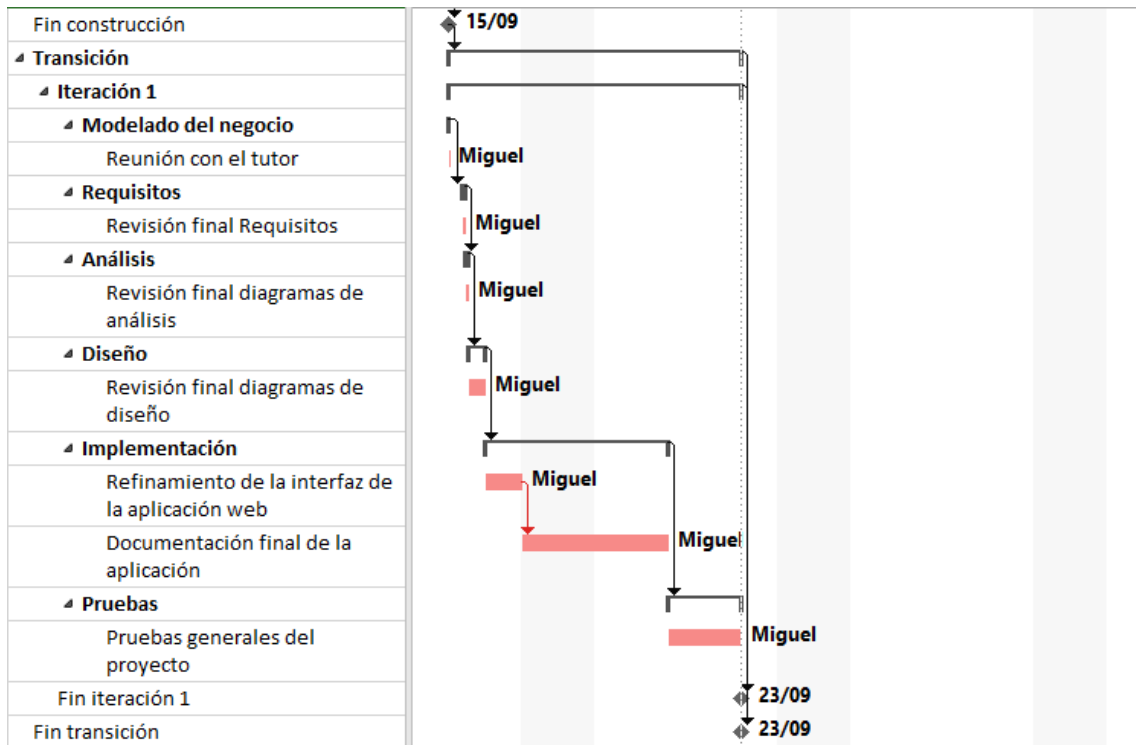 Fin construcción
15/09
Transición
Iteración 1
Modelado del negocio
Reunión con el tutor
Miguel
Requisitos
Revisión final Requisitos
Miguel
Análisis
Revisión final diagramas de
análisis
Miguel
Diseño
Revisión final diagramas de
diseño
Miguel
Implementación
Refinamiento de la interfaz de
la aplicación web
Miguel
Documentación final de la
aplicación
Miguel
Pruebas
Pruebas generales del
proyecto
Miguel
Fin iteración 1
23/09
Fin transición
23/09